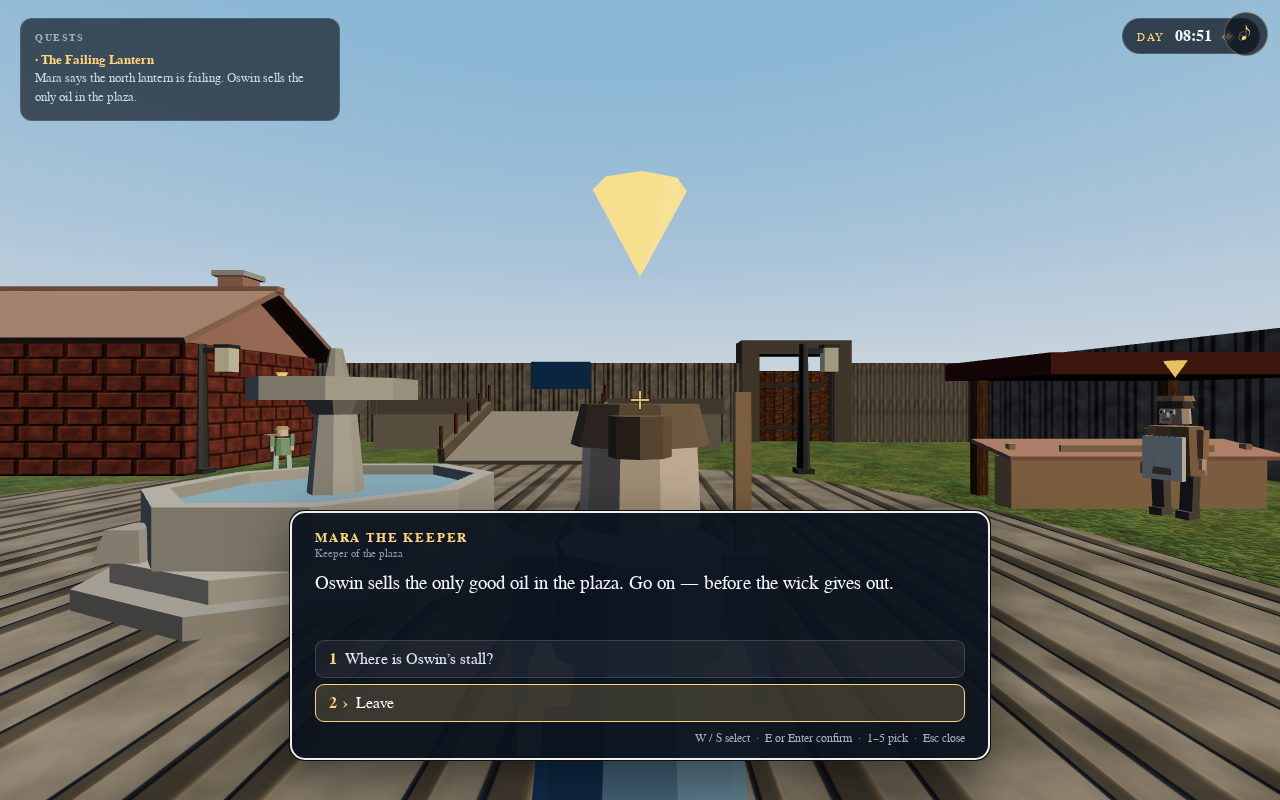 QUESTS
· The Failing Lantern
Mara says the north lantern is failing. Oswin sells the
only oil in the plaza.
DAY 08:51
MARA THE KEEPER
Keeper of the plaza
Oswin sells the only good oil in the plaza. Go on — before the wick gives out.
1 Where is Oswin's stall?
2 › Leave
W / S select · E or Enter confirm · 1–5 pick · Esc close